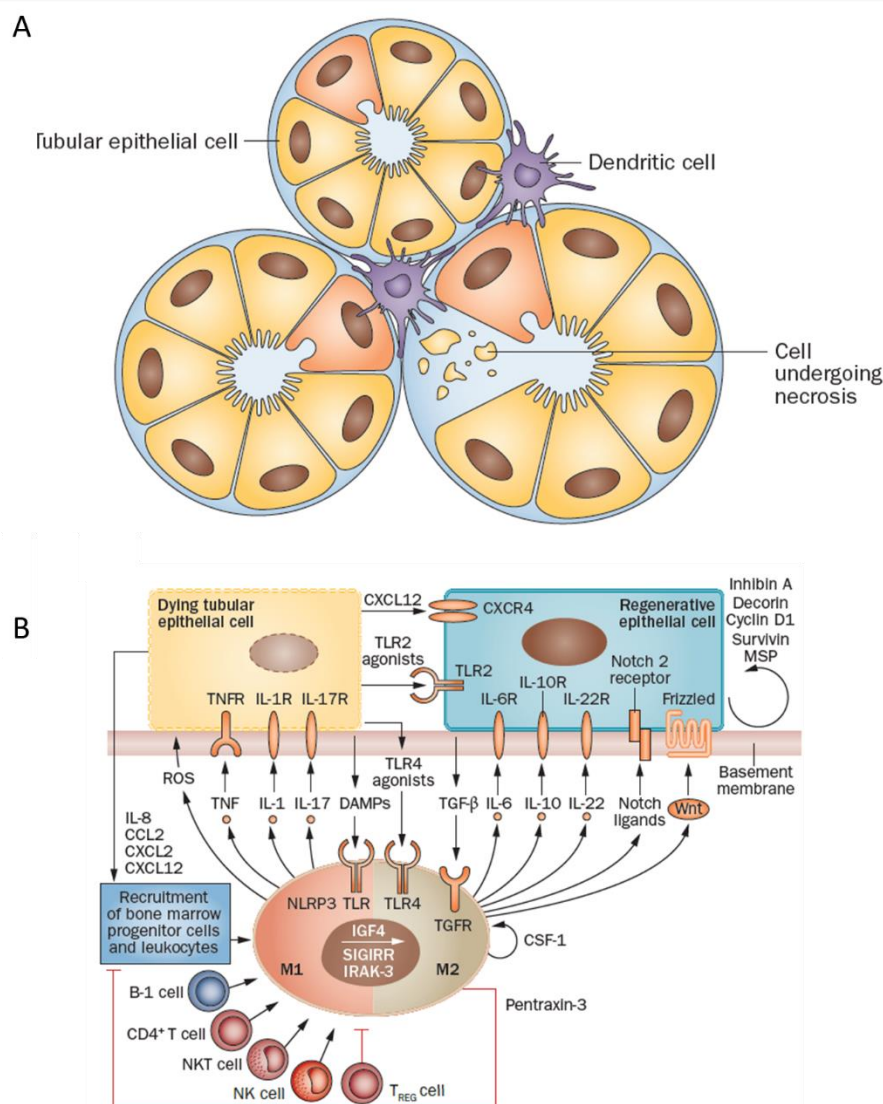 A
Tubular epithelial cell
Dendritic cell
Cell
undergoing
necrosis
B
Dying tubular
epithelial cell
CXCL12
CXCR4
Regenerative
epithelial cell
Inhibin A
Decorin
Cyclin D1
Survivin
MSP
TLR2
agonists
TLR2
Notch 2
receptor
IL-10R
TNFR IL-1R IL-17R
IL-6R
IL-22R
Frizzled
ROS
TLR4
agonists
Basement
membrane
TNF
IL-1
IL-17
DAMPs
TGF-β
IL-6
IL-10
IL-22
Notch
ligands
Wnt
IL-8
CCL2
CXCL2
CXCL12
Recruitment
of bone marrow
progenitor cells
and leukocytes
NLRP3
TLR
TLR4
TGFR
IGF4
SIGIRR
IRAK-3
M1
M2
CSF-1
Pentraxin-3
B-1 cell
CD4+ T cell
NKT cell
NK cell
TREG cell